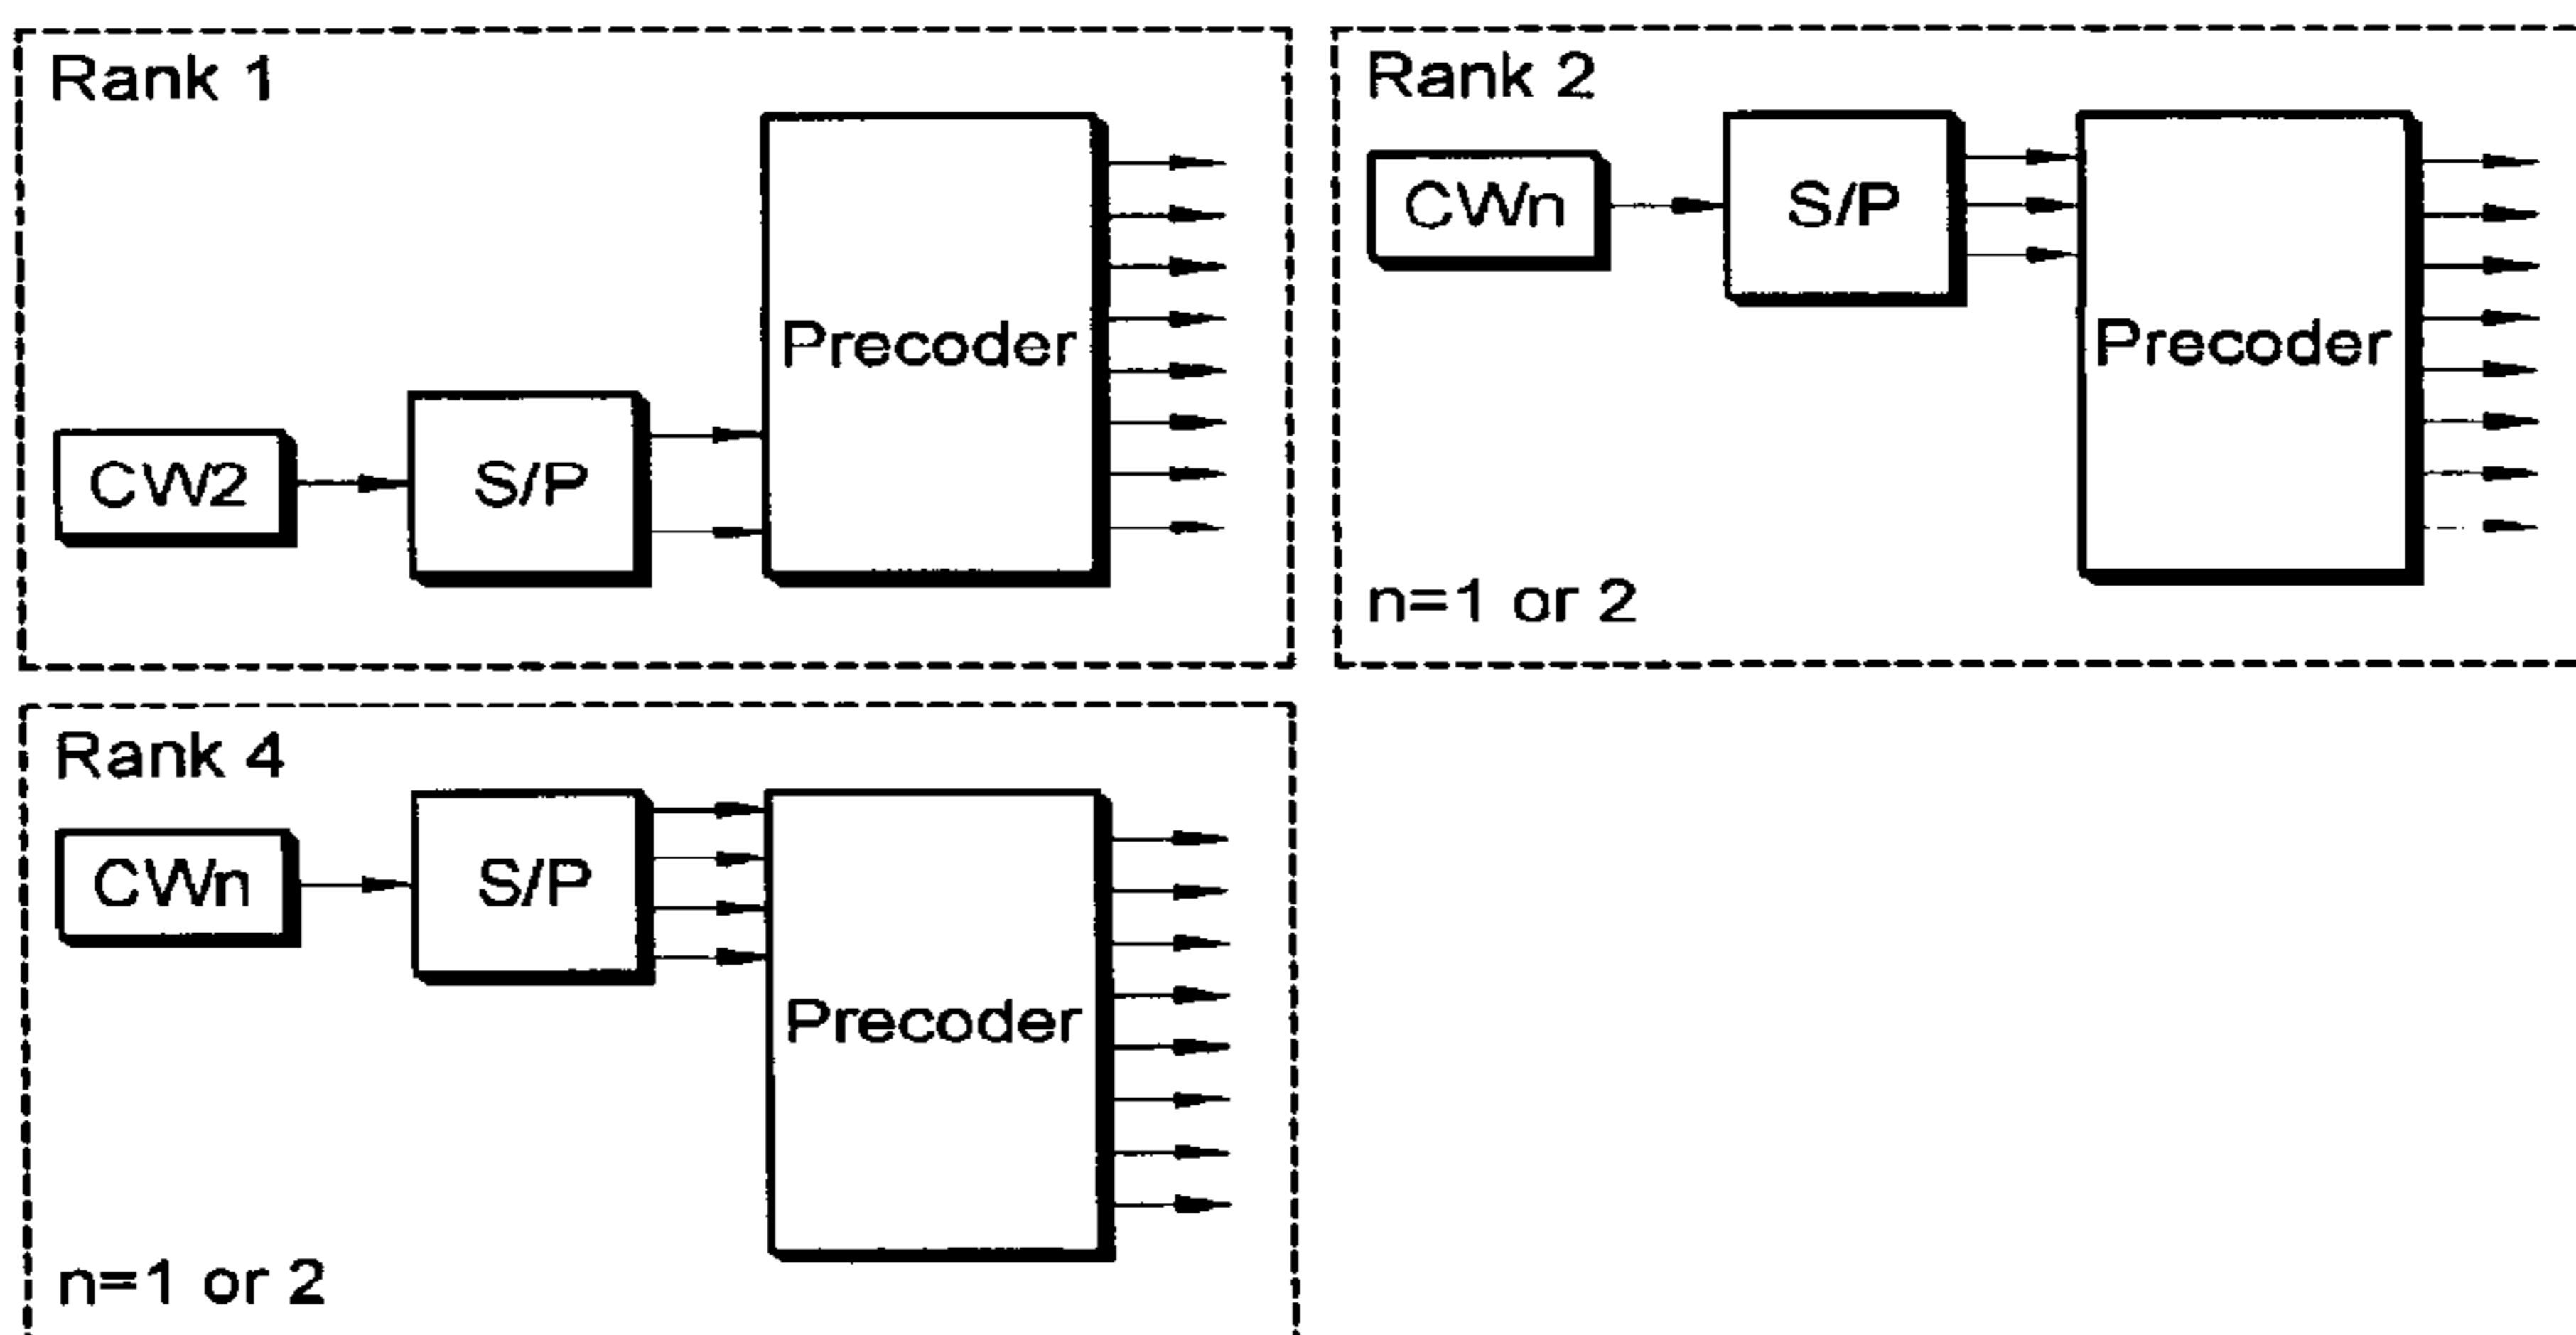 Rank 1
CW2
S/P
Precoder
Rank 2
CWn
S/P
Precoder
n=1 or 2
Rank 4
CWn
S/P
Precoder
n=1 or 2